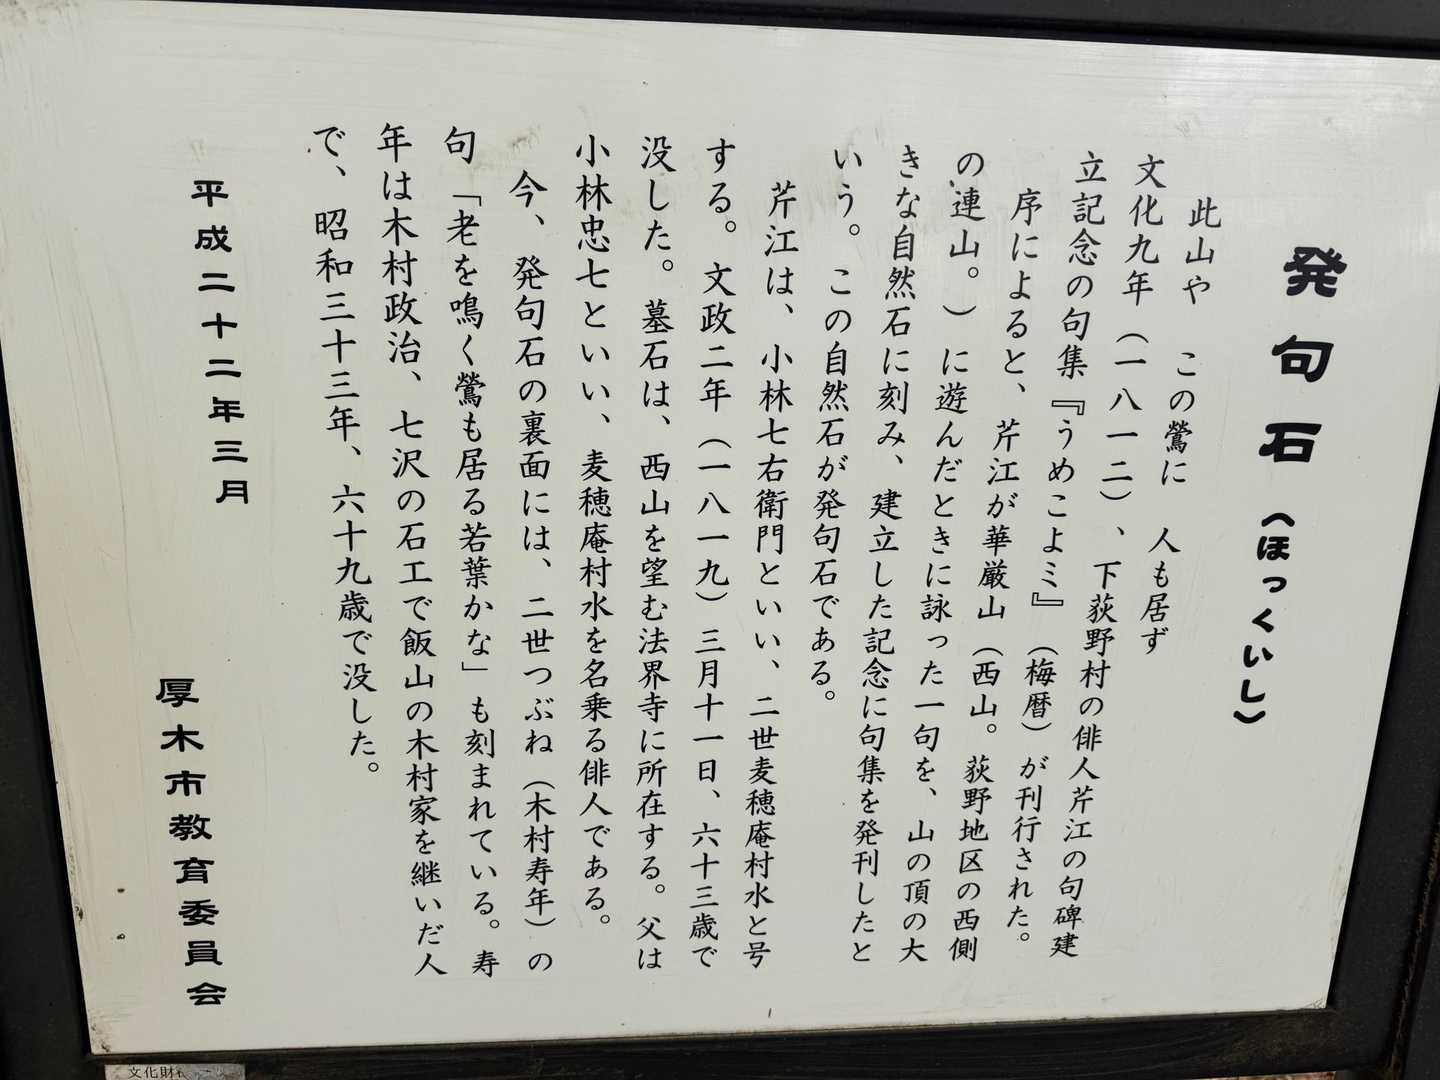 発句石（ほっくいし）
此山や　この鶯に　人も居ず
文化九年（一八一二）、下荻野村の俳人芹江の句碑建
立記念の句集『うめこよミ』（梅暦）が刊行された。
序によると、芹江が華厳山（西山。荻野地区の西側
の連山。）に遊んだときに詠った一句を、山の頂の大
きな自然石に刻み、建立した記念に句集を発刊したと
いう。この自然石が発句石である。
芹江は、小林七右衛門といい、二世麦穂庵村水と号
する。文政二年（一八一九）三月十一日、六十三歳で
没した。墓石は、西山を望む法界寺に所在する。父は
小林忠七といい、麦穂庵村水を名乗る俳人である。
今、発句石の裏面には、二世つぶね（木村寿年）の
句「老を鳴く鶯も居る若葉かな」も刻まれている。寿
年は木村政治、七沢の石工で飯山の木村家を継いだ人
で、昭和三十三年、六十九歳で没した。
平成二十二年三月
厚木市教育委員会
文化財